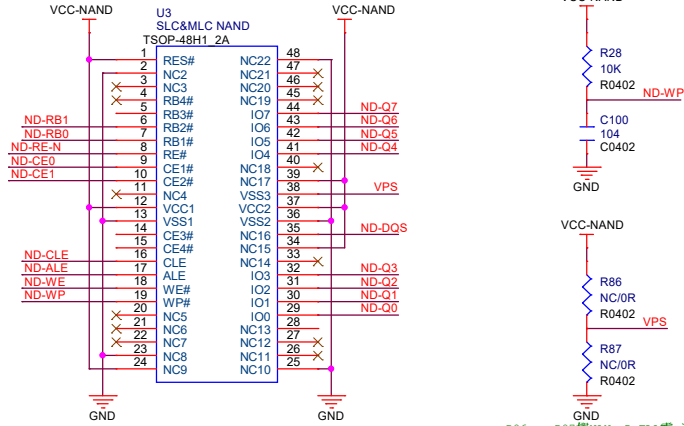 VCC-NAND
U3
SLC&MLC NAND
TSOP-48H1_2A
VCC-NAND
1 RES# NC22 48
2 NC2 NC21 47
3 NC3 NC20 46
4 RB4# NC19 45
5 RB3# IO7 44 ND-Q7
ND-RB1 6 RB2# IO6 43 ND-Q6
ND-RB0 7 RB1# IO5 42 ND-Q5
ND-RE-N 8 RE# IO4 41 ND-Q4
ND-CE0 9 CE1# NC18 40
ND-CE1 10 CE2# NC17 39
11 NC4 VSS3 38 VPS
12 VCC1 VCC2 37
13 VSS1 VSS2 36
14 CE3# NC16 35 ND-DQS
15 CE4# NC15 34
ND-CLE 16 CLE NC14 33
ND-ALE 17 ALE IO3 32 ND-Q3
ND-WE 18 WE# IO2 31 ND-Q2
ND-WP 19 WP# IO1 30 ND-Q1
20 NC5 IO0 29 ND-Q0
21 NC6 NC13 28
22 NC7 NC12 27
23 NC8 NC11 26
24 NC9 NC10 25
GND
GND
VCC-NAND
R28
10K
R0402
ND-WP
C100
104
C0402
GND
VCC-NAND
R86
NC/0R
R0402
VPS
R87
NC/0R
R0402
GND